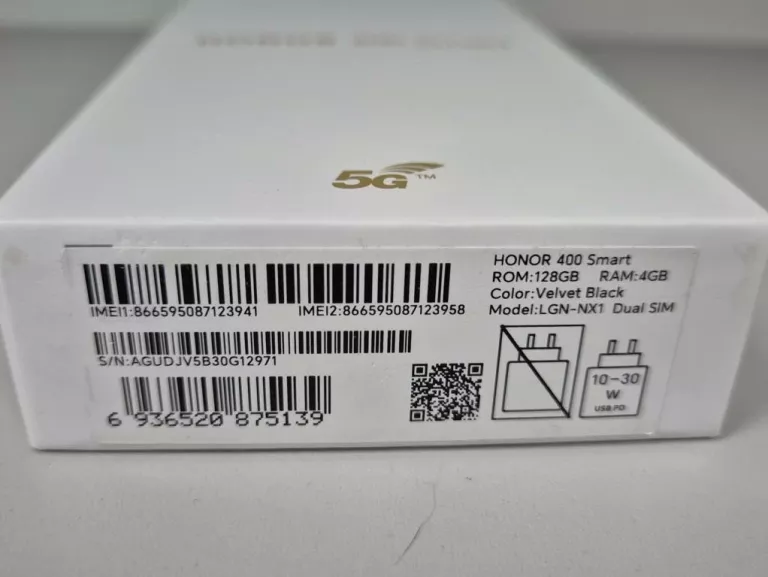 5G™
HONOR 400 Smart
ROM:128GB RAM:4GB
Color:Velvet Black
Model:LGN-NX1 Dual SIM
IMEI1:866595087123941 IMEI2:866595087123958
S/N:AGUDJV5B30G12971
6 936520 875139
10-30
W
USB PD